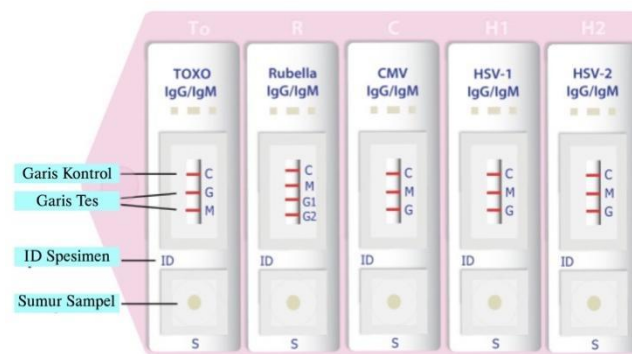 To R C H1 H2
TOXO
IgG/IgM
Rubella
IgG/IgM
CMV
IgG/IgM
HSV-1
IgG/IgM
HSV-2
IgG/IgM
Garis Kontrol
Garis Tes
ID Spesimen
Sumur Sampel
C
G
M
ID
S
C
M
G1
G2
ID
S
C
M
G
ID
S
C
M
G
ID
S
C
M
G
ID
S